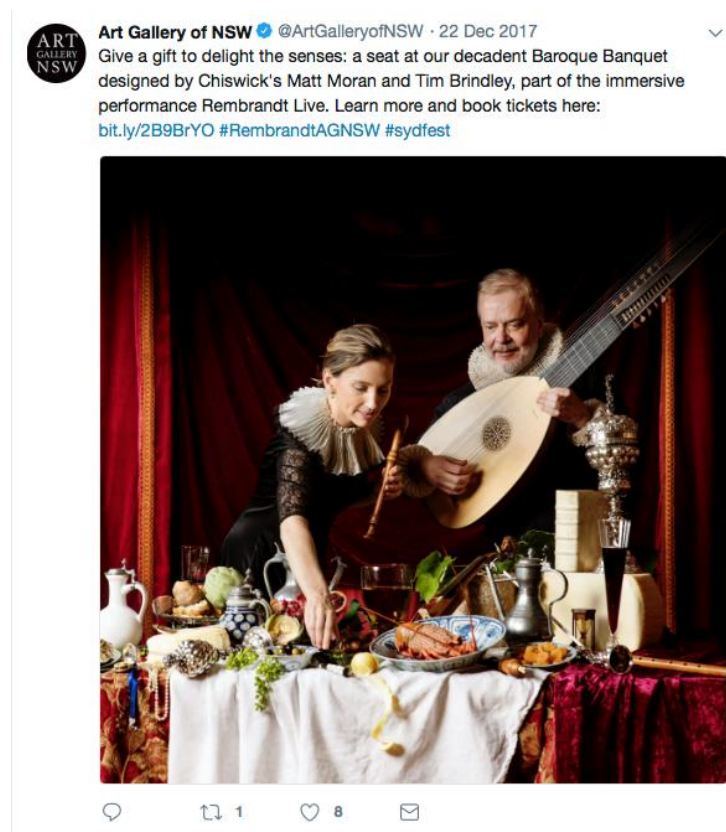 ART
GALLERY
NSW
Art Gallery of NSW @ArtGalleryofNSW · 22 Dec 2017
Give a gift to delight the senses: a seat at our decadent Baroque Banquet
designed by Chiswick's Matt Moran and Tim Brindley, part of the immersive
performance Rembrandt Live. Learn more and book tickets here:
bit.ly/2B9BrYO #RembrandtAGNSW #sydfest
1 8